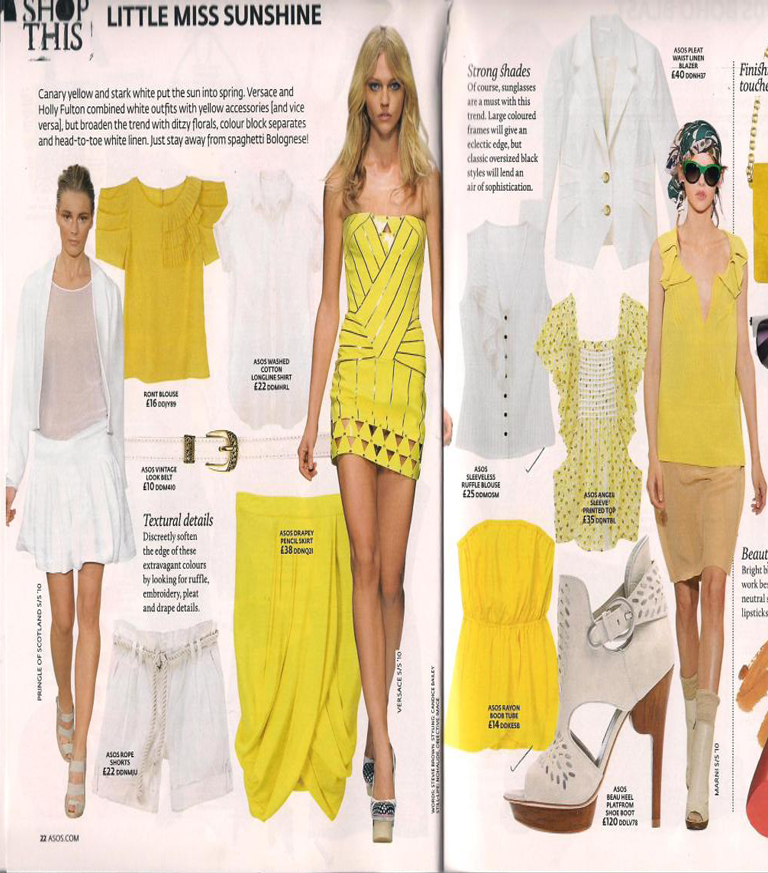 SHOP
THIS
LITTLE MISS SUNSHINE
Canary yellow and stark white put the sun into spring. Versace and
Holly Fulton combined white outfits with yellow accessories [and vice
versa], but broaden the trend with ditzy florals, colour block separates
and head-to-toe white linen. Just stay away from spaghetti Bolognese!
RONT BLOUSE
£16 DDJY89
ASOS WASHED
COTTON
LONGLINE SHIRT
£22 DDMHRL
ASOS VINTAGE
LOOK BELT
£10 DDM4I0
Textural details
Discreetly soften
the edge of these
extravagant colours
by looking for ruffle,
embroidery, pleat
and drape details.
ASOS DRAPEY
PENCIL SKIRT
£38 DDNQ2I
PRINGLE OF SCOTLAND S/S '10
ASOS ROPE
SHORTS
£22 DDNMJU
VERSACE S/S '10
WORDS: STEVIE BROWN. STYLING: CANDICE BAILEY
22 ASOS.COM
Strong shades
Of course, sunglasses
are a must with this
trend. Large coloured
frames will give an
eclectic edge, but
classic oversized black
styles will lend an
air of sophistication.
ASOS PLEAT
WAIST LINEN
BLAZER
£40 DDNH37
Finish
touche
ASOS
SLEEVELESS
RUFFLE BLOUSE
£25 DDMOSM
ASOS ANGEL
SLEEVE
PRINTED TOP
£35 DDNTBL
ASOS RAYON
BOOB TUBE
£14 DDKESB
ASOS
BEAU HEEL
PLATFROM
SHOE BOOT
£120 DDLV78
MARNI S/S '10
Beaut
Bright b
work bes
neutral s
lipsticks